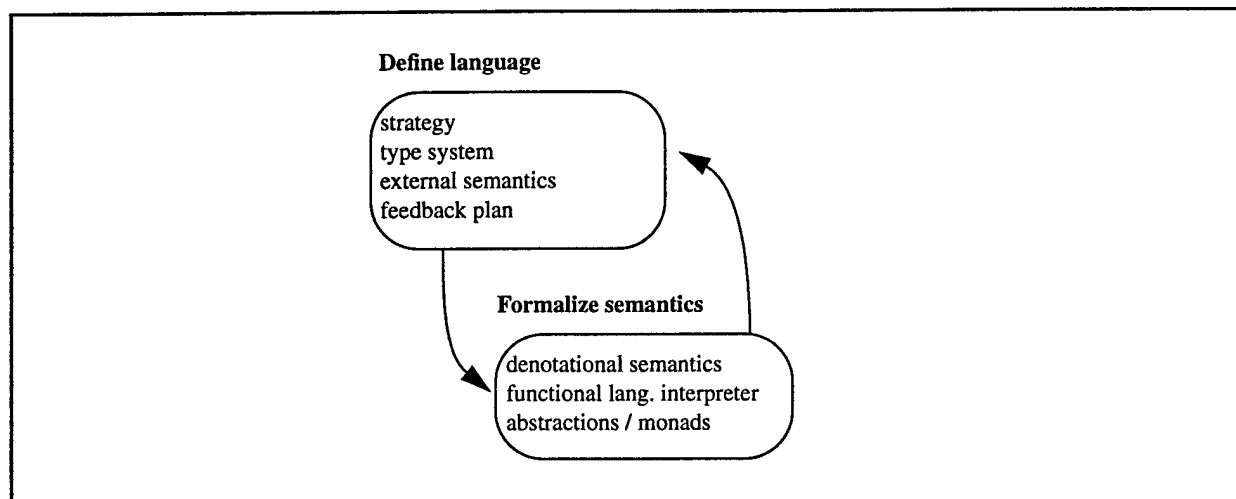 Define language
strategy
type system
external semantics
feedback plan
Formalize semantics
denotational semantics
functional lang. interpreter
abstractions / monads